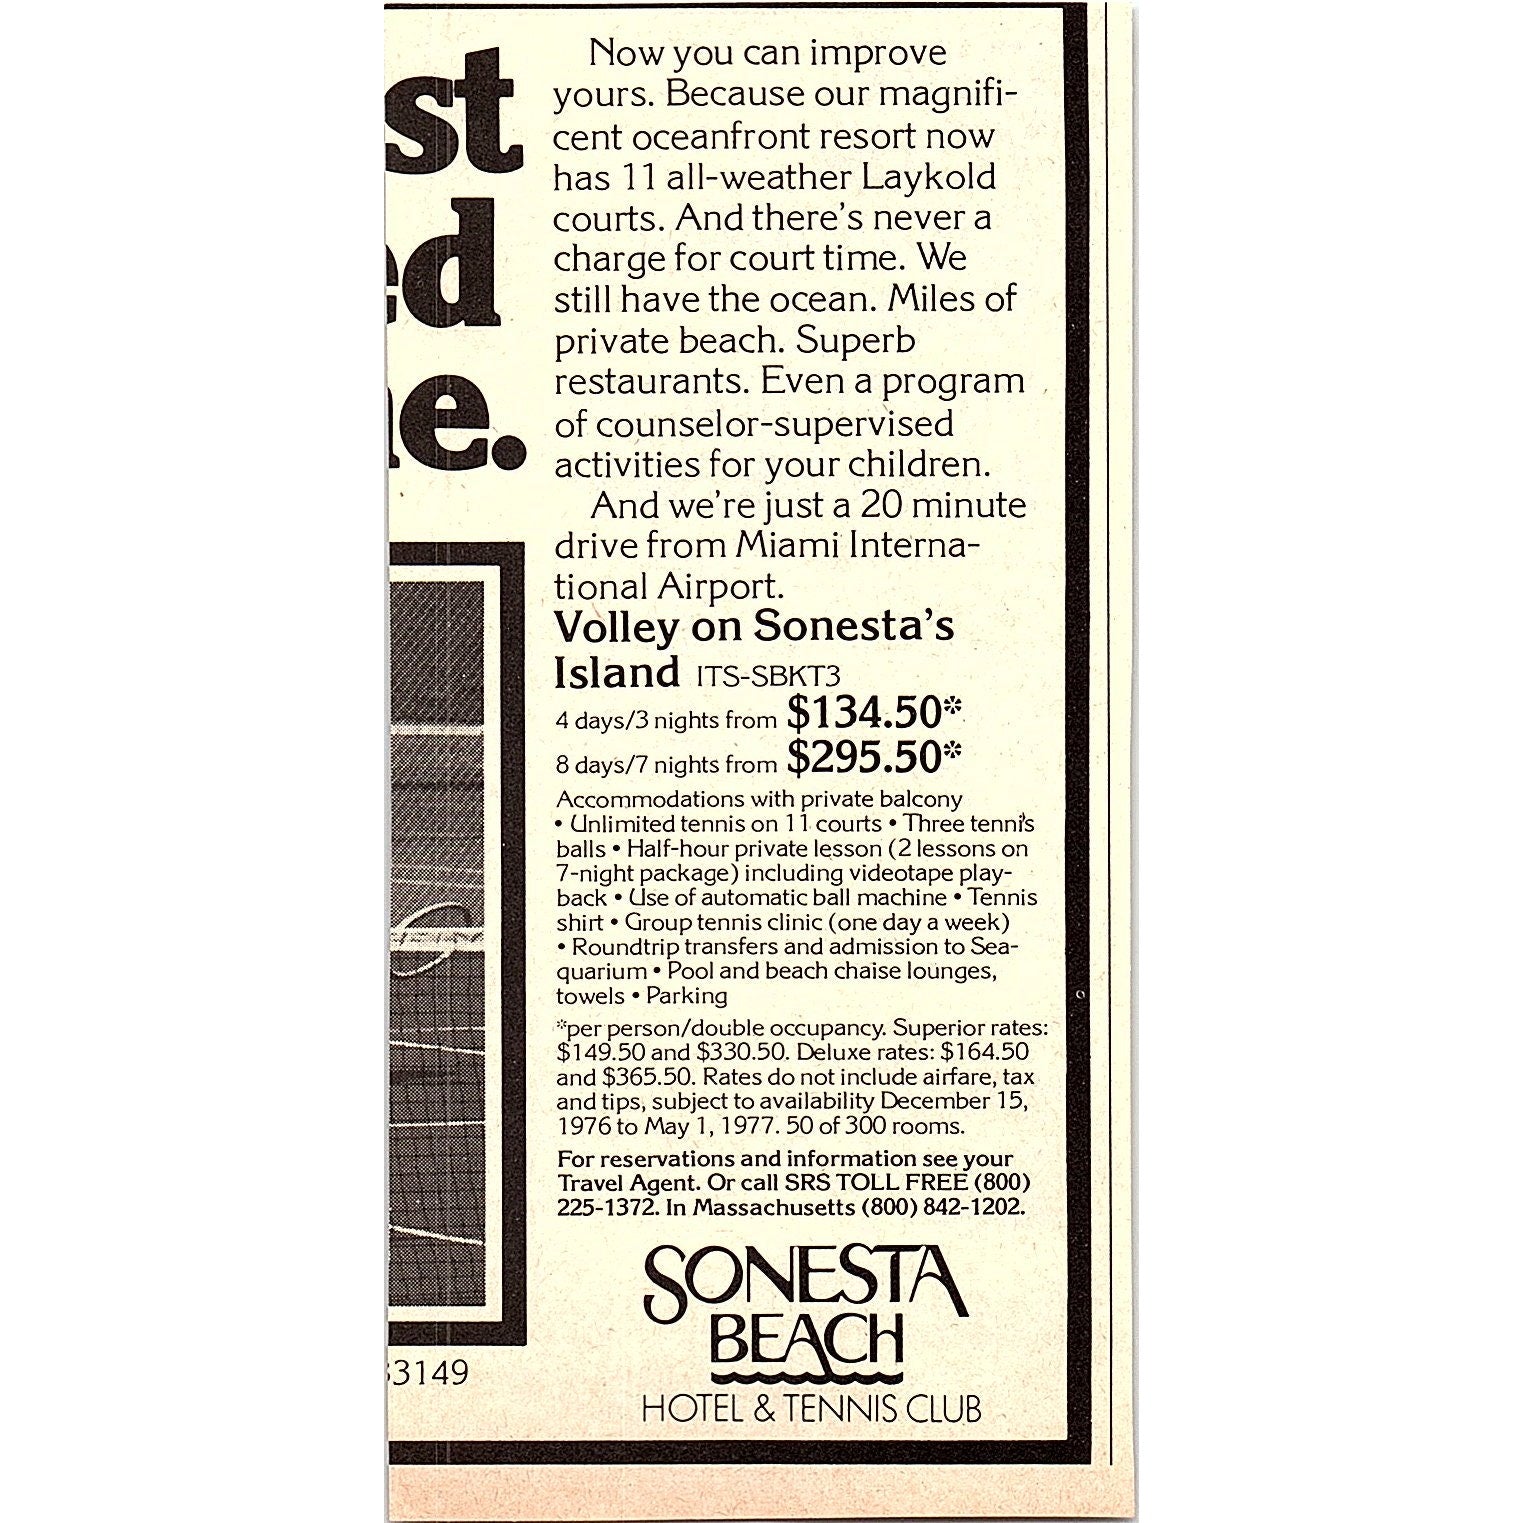 st
ed
e.
Now you can improve
yours. Because our magnifi-
cent oceanfront resort now
has 11 all-weather Laykold
courts. And there's never a
charge for court time. We
still have the ocean. Miles of
private beach. Superb
restaurants. Even a program
of counselor-supervised
activities for your children.
And we're just a 20 minute
drive from Miami Interna-
tional Airport.
Volley on Sonesta's
Island ITS-SBKT3
4 days/3 nights from $134.50*
8 days/7 nights from $295.50*
Accommodations with private balcony
• Unlimited tennis on 11 courts • Three tennis
balls • Half-hour private lesson (2 lessons on
7-night package) including videotape play-
back • Use of automatic ball machine • Tennis
shirt • Group tennis clinic (one day a week)
• Roundtrip transfers and admission to Sea-
quarium • Pool and beach chaise lounges,
towels • Parking
*per person/double occupancy. Superior rates:
$149.50 and $330.50. Deluxe rates: $164.50
and $365.50. Rates do not include airfare, tax
and tips, subject to availability December 15,
1976 to May 1, 1977. 50 of 300 rooms.
For reservations and information see your
Travel Agent. Or call SRS TOLL FREE (800)
225-1372. In Massachusetts (800) 842-1202.
SONESTA
BEACH
HOTEL & TENNIS CLUB
3149